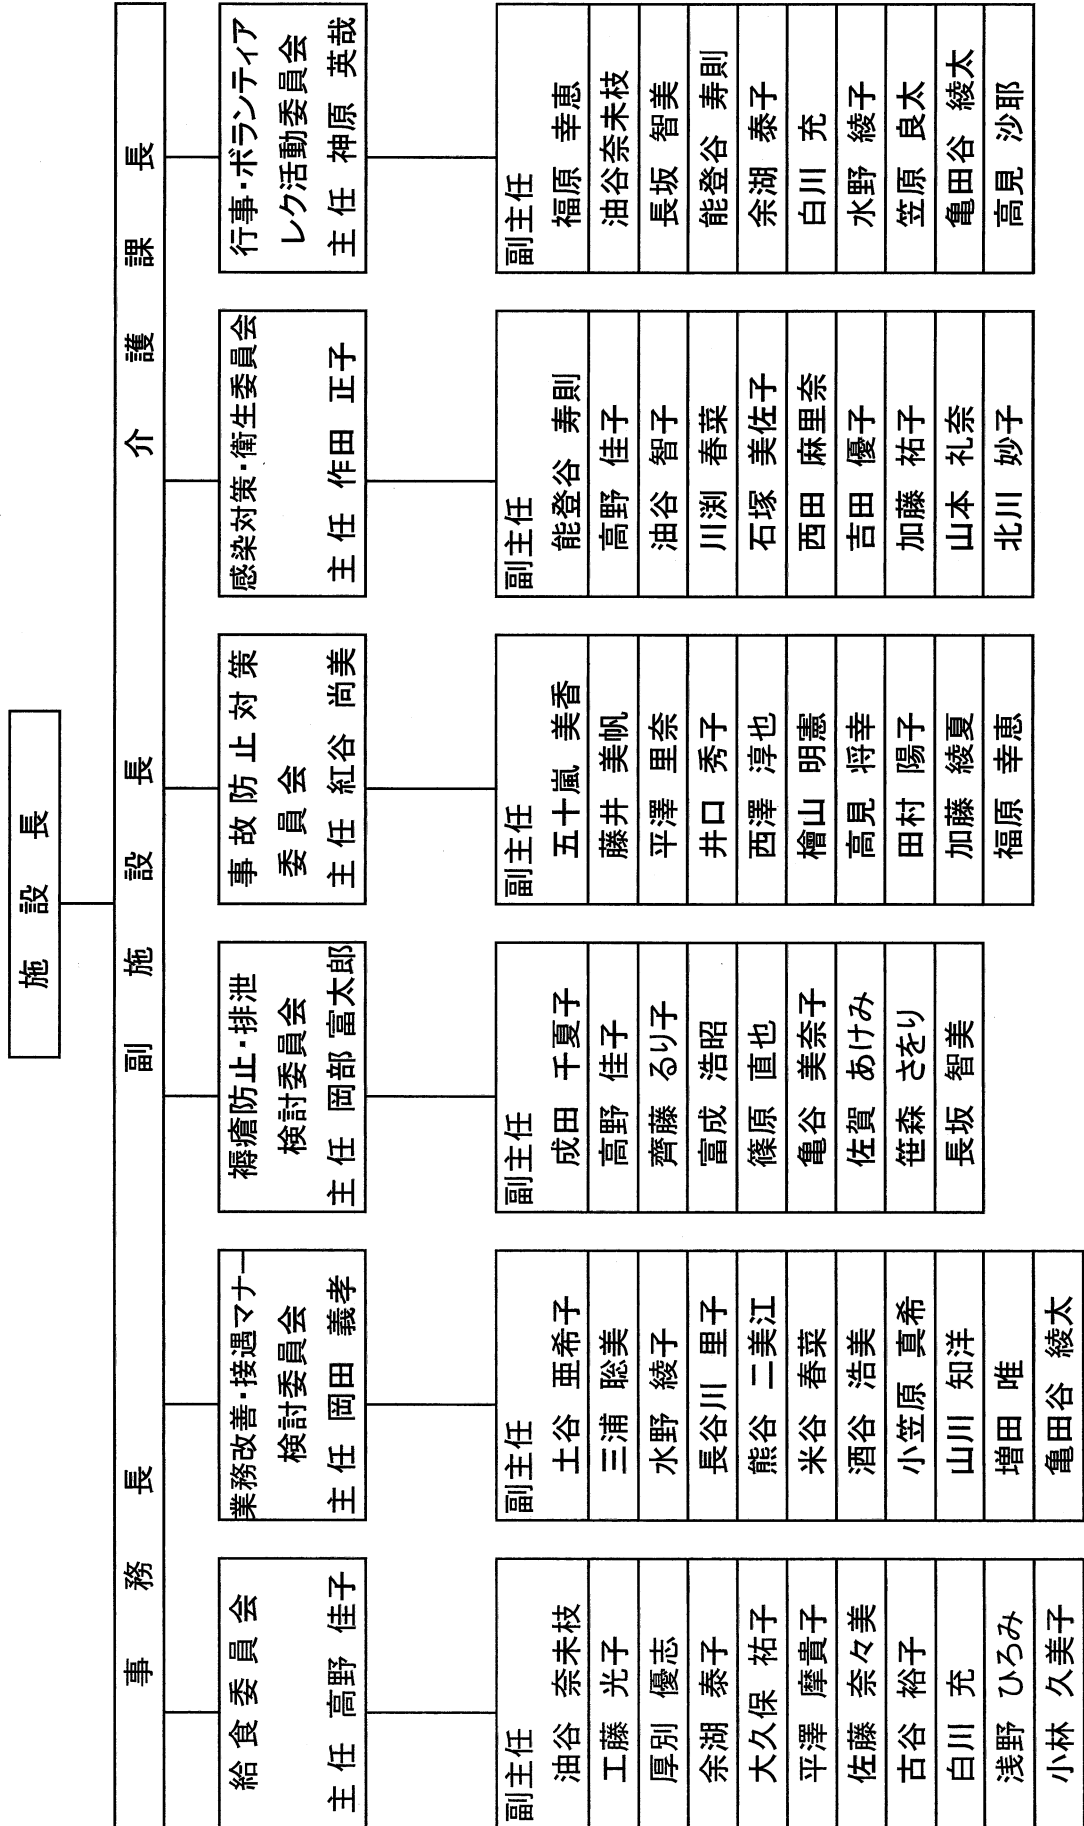 施設長
事務長　副施設長　介護課長
給食委員会
主任 高野 佳子
副主任
油谷 奈未枝
工藤 光子
厚別 優志
余湖 泰子
大久保 祐子
平澤 摩貴子
佐藤 奈々美
古谷 裕子
白川 充
浅野 ひろみ
小林 久美子
業務改善・接遇マナー
検討委員会
主任 岡田 義孝
副主任
土谷 亜希子
三浦 聡美
水野 綾子
長谷川 里子
熊谷 二美江
米谷 春菜
酒谷 浩美
小笠原 真希
山川 知洋
増田 唯
亀田谷 綾太
褥瘡防止・排泄
検討委員会
主任 岡部 富太郎
副主任
成田 千夏子
高野 佳子
齊藤 るり子
富成 浩昭
篠原 直也
亀谷 美奈子
佐賀 あけみ
笹森 さをり
長坂 智美
事故防止対策
委員会
主任 紅谷 尚美
副主任
五十嵐 美香
藤井 美帆
平澤 里奈
井口 秀子
西澤 淳也
檜山 明憲
高見 将幸
田村 陽子
加藤 綾夏
福原 幸恵
感染対策・衛生委員会
主任 作田 正子
副主任
能登谷 寿則
高野 佳子
油谷 智子
川渕 春菜
石塚 美佐子
西田 麻里奈
吉田 優子
加藤 祐子
山本 礼奈
北川 妙子
行事・ボランティア
レク活動委員会
主任 神原 英哉
副主任
福原 幸恵
油谷奈未枝
長坂 智美
能登谷 寿則
余湖 泰子
白川 充
水野 綾子
笠原 良太
亀田谷 綾太
高見 沙耶